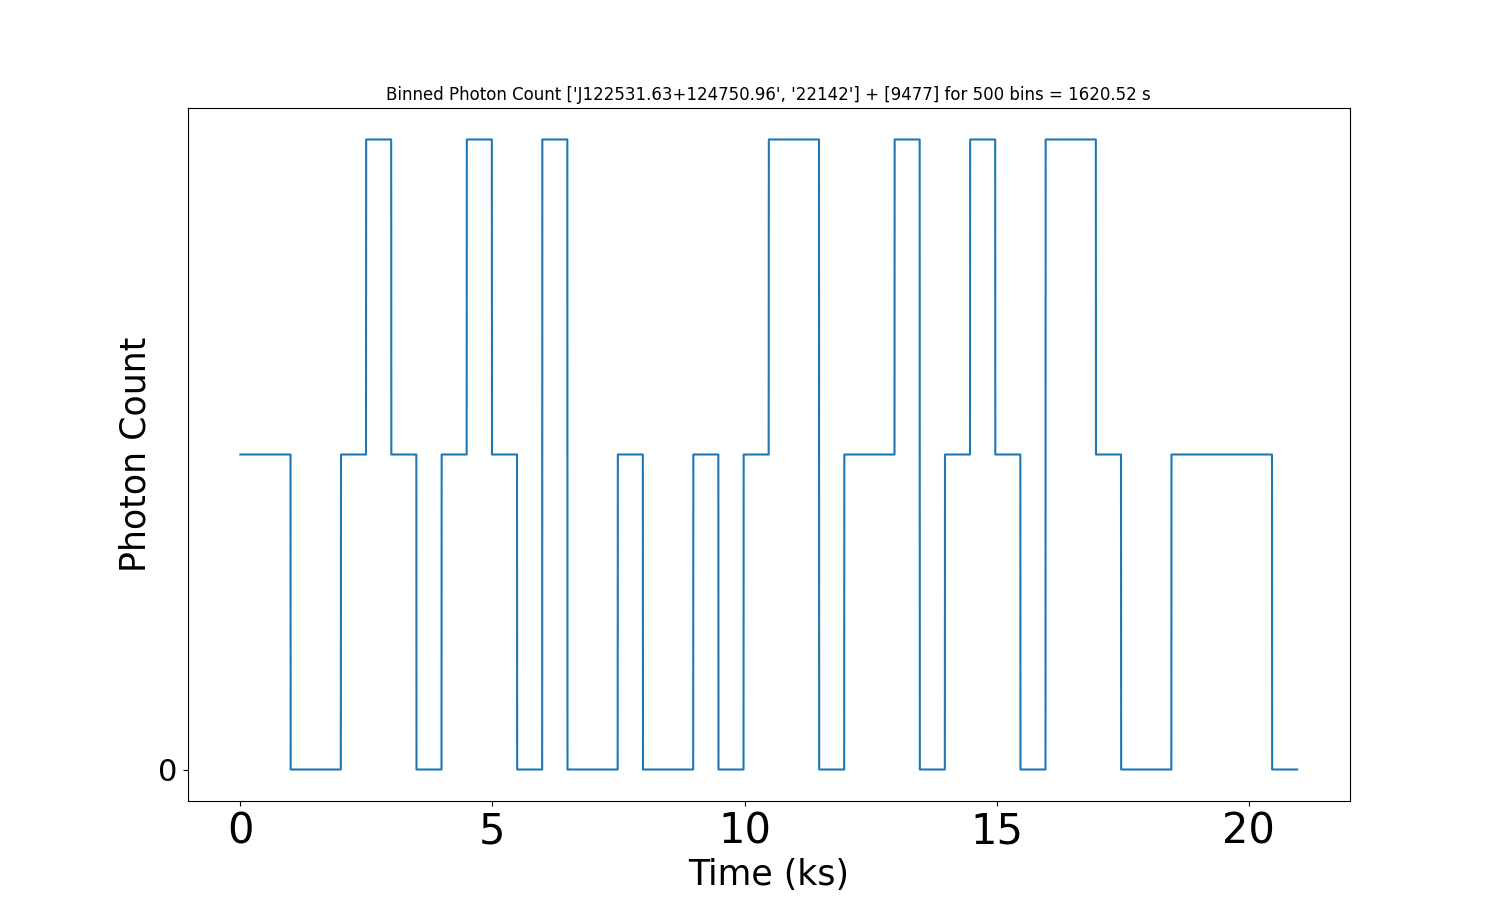 Binned Photon Count ['J122531.63+124750.96', '22142'] + [9477] for 500 bins = 1620.52 s
Photon Count
0
0 5 10 15 20
Time (ks)